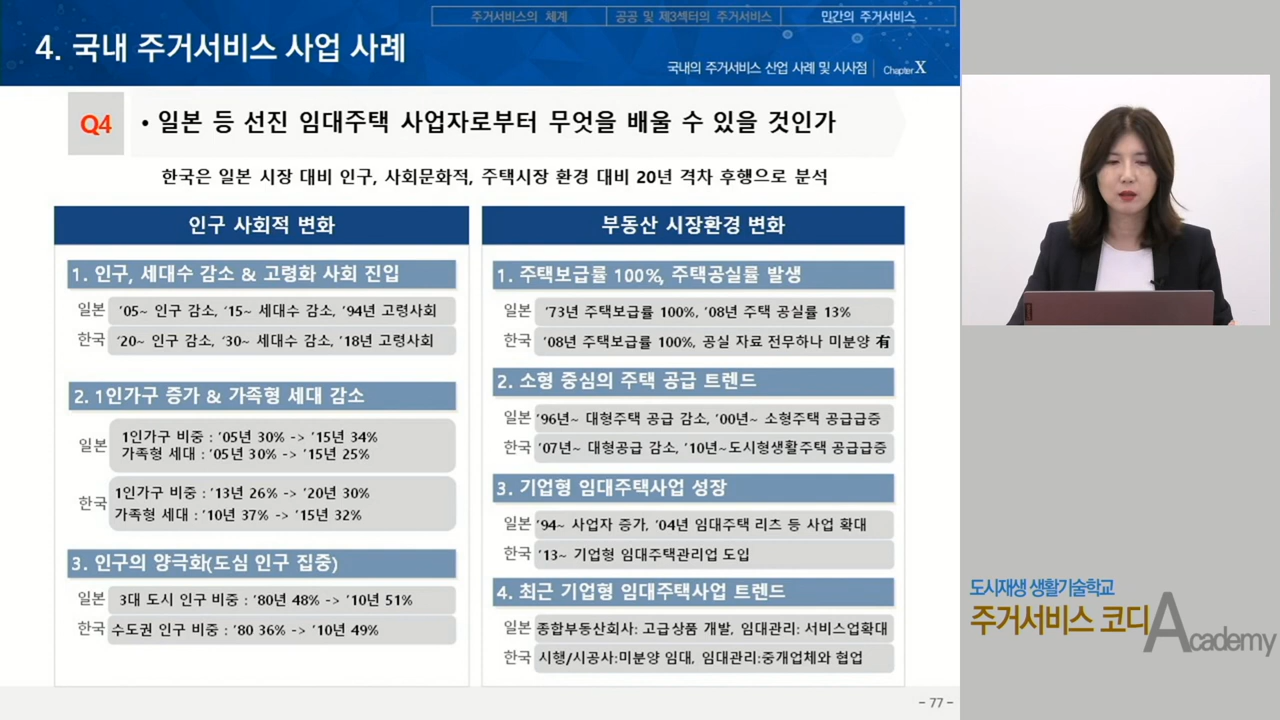 주거서비스의 체계
공공 및 제3섹터의 주거서비스
민간의 주거서비스
4. 국내 주거서비스 사업 사례
국내의 주거서비스 산업 사례 및 시사점
Chapter X
Q4
• 일본 등 선진 임대주택 사업자로부터 무엇을 배울 수 있을 것인가
한국은 일본 시장 대비 인구, 사회문화적, 주택시장 환경 대비 20년 격차 후행으로 분석
인구 사회적 변화
1. 인구, 세대수 감소 & 고령화 사회 진입
일본 ’05~ 인구 감소, ‘15~ 세대수 감소, ‘94년 고령사회
한국 ’20~ 인구 감소, ‘30~ 세대수 감소, ‘18년 고령사회
2. 1인가구 증가 & 가족형 세대 감소
일본
1인가구 비중 : ’05년 30% -> ’15년 34%
가족형 세대 : ’05년 30% -> ’15년 25%
한국
1인가구 비중 : ’13년 26% -> ’20년 30%
가족형 세대 : ’10년 37% -> ’15년 32%
3. 인구의 양극화(도심 인구 집중)
일본 3대 도시 인구 비중 : ’80년 48% -> ’10년 51%
한국 수도권 인구 비중 : ’80 36% -> ’10년 49%
부동산 시장환경 변화
1. 주택보급률 100%, 주택공실률 발생
일본 ’73년 주택보급률 100%, ’08년 주택 공실률 13%
한국 ’08년 주택보급률 100%, 공실 자료 전무하나 미분양 有
2. 소형 중심의 주택 공급 트렌드
일본 ’96년~ 대형주택 공급 감소, ’00년~ 소형주택 공급급증
한국 ’07년~ 대형공급 감소, ’10년~도시형생활주택 공급급증
3. 기업형 임대주택사업 성장
일본 ’94~ 사업자 증가, ’04년 임대주택 리츠 등 사업 확대
한국 ’13~ 기업형 임대주택관리업 도입
4. 최근 기업형 임대주택사업 트렌드
일본 종합부동산회사: 고급상품 개발, 임대관리: 서비스업확대
한국 시행/시공사:미분양 임대, 임대관리:중개업체와 협업
- 77 -
도시재생 생활기술학교
주거서비스 코디
Academy